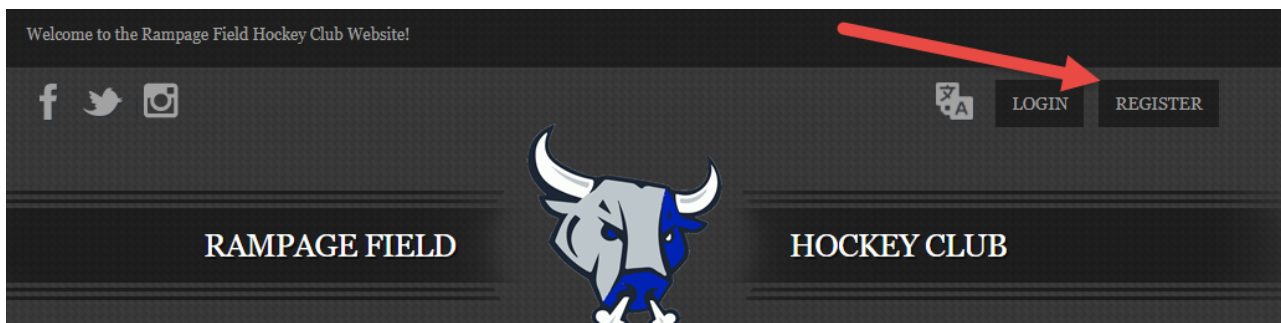 Welcome to the Rampage Field Hockey Club Website!
LOGIN REGISTER
RAMPAGE FIELD HOCKEY CLUB